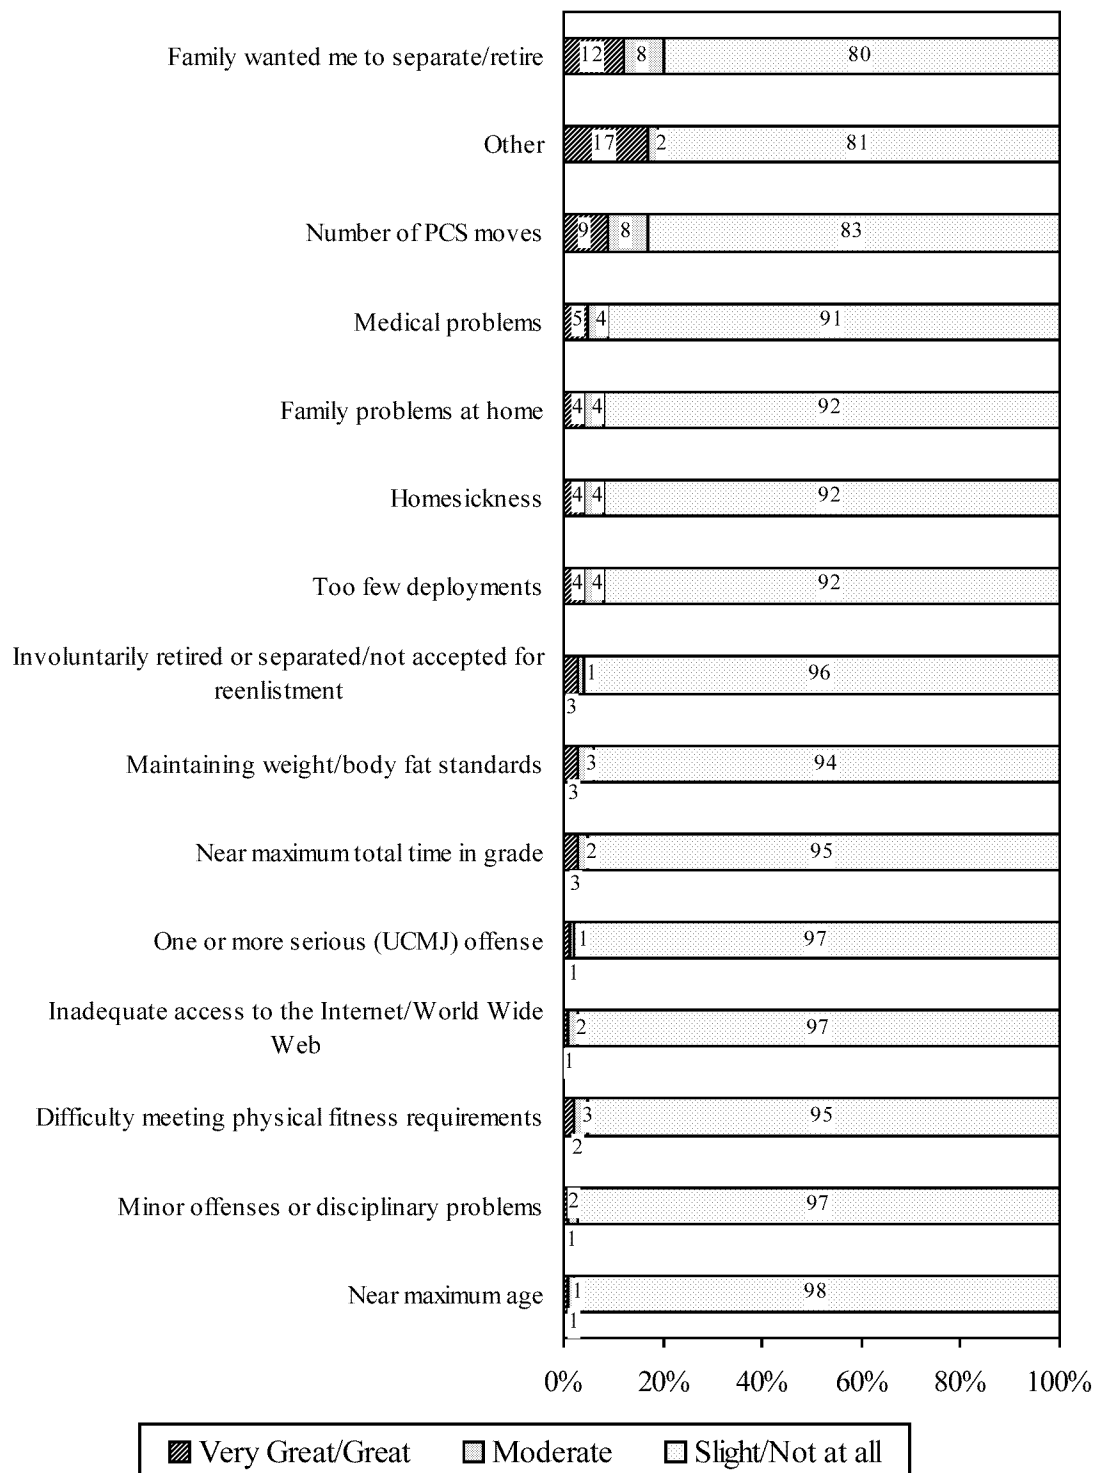 Family wanted me to separate/retire
12 8 80
Other
17 2 81
Number of PCS moves
9 8 83
Medical problems
5 4 91
Family problems at home
4 4 92
Homesickness
4 4 92
Too few deployments
4 4 92
Involuntarily retired or separated/not accepted for
reenlistment
1 96
3
Maintaining weight/body fat standards
3 94
3
Near maximum total time in grade
2 95
3
One or more serious (UCMJ) offense
1 97
1
Inadequate access to the Internet/World Wide
Web
2 97
1
Difficulty meeting physical fitness requirements
3 95
2
Minor offenses or disciplinary problems
2 97
1
Near maximum age
1 98
1
0% 20% 40% 60% 80% 100%
Very Great/Great Moderate Slight/Not at all